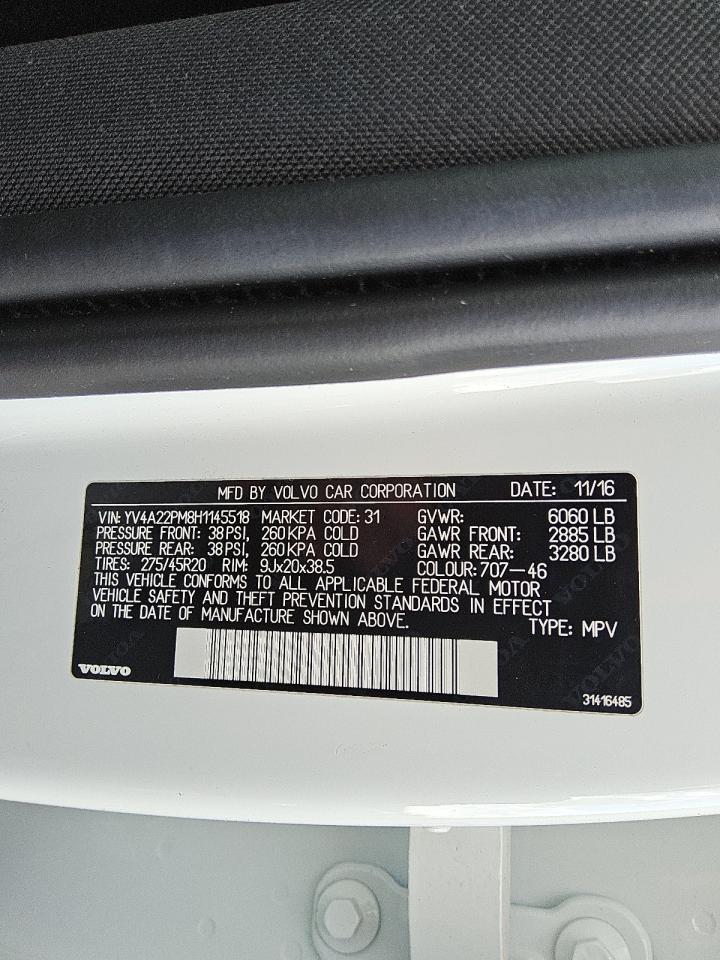 MFD BY VOLVO CAR CORPORATION DATE: 11/16
VIN: YV4A22PM8H1145518 MARKET CODE: 31 GVWR: 6060 LB
PRESSURE FRONT: 38 PSI, 260 KPA COLD GAWR FRONT: 2885 LB
PRESSURE REAR: 38 PSI, 260 KPA COLD GAWR REAR: 3280 LB
TIRES: 275/45R20 RIM: 9Jx20x38.5 COLOUR: 707-46
THIS VEHICLE CONFORMS TO ALL APPLICABLE FEDERAL MOTOR
VEHICLE SAFETY AND THEFT PREVENTION STANDARDS IN EFFECT
ON THE DATE OF MANUFACTURE SHOWN ABOVE. TYPE: MPV
VOLVO 31416485